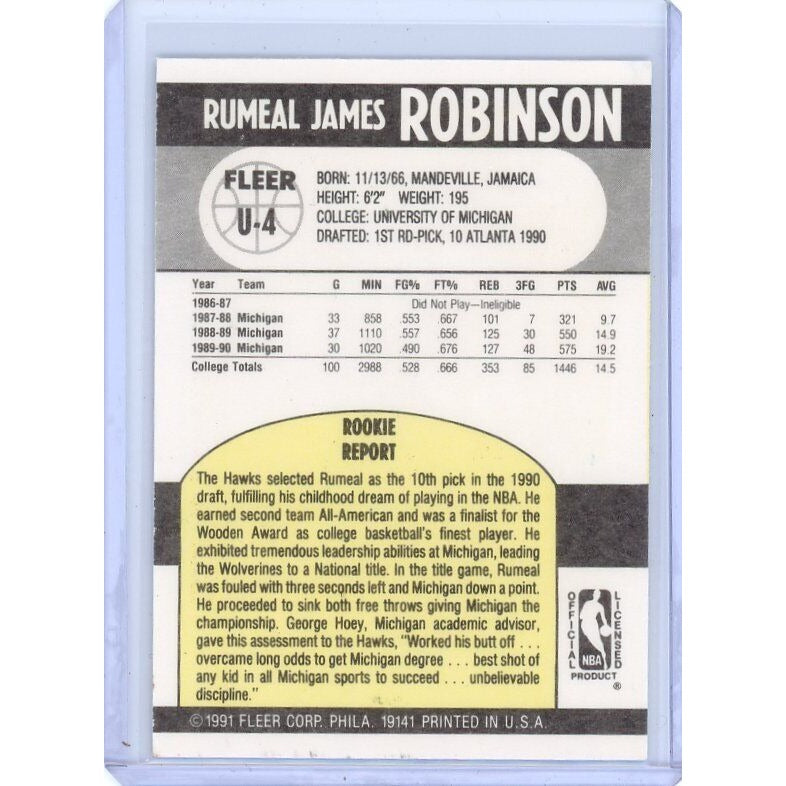 RUMEAL JAMES ROBINSON
FLEER
U-4
BORN: 11/13/66, MANDEVILLE, JAMAICA
HEIGHT: 6'2" WEIGHT: 195
COLLEGE: UNIVERSITY OF MICHIGAN
DRAFTED: 1ST RD-PICK, 10 ATLANTA 1990
Year Team G MIN FG% FT% REB 3FG PTS AVG
1986-87 Did Not Play—Ineligible
1987-88 Michigan 33 858 .553 .667 101 7 321 9.7
1988-89 Michigan 37 1110 .557 .656 125 30 550 14.9
1989-90 Michigan 30 1020 .490 .676 127 48 575 19.2
College Totals 100 2988 .528 .666 353 85 1446 14.5
ROOKIE
REPORT
The Hawks selected Rumeal as the 10th pick in the 1990
draft, fulfilling his childhood dream of playing in the NBA. He
earned second team All-American and was a finalist for the
Wooden Award as college basketball's finest player. He
exhibited tremendous leadership abilities at Michigan, leading
the Wolverines to a National title. In the title game, Rumeal
was fouled with three seconds left and Michigan down a point.
He proceeded to sink both free throws giving Michigan the
championship. George Hoey, Michigan academic advisor,
gave this assessment to the Hawks, "Worked his butt off . . .
overcame long odds to get Michigan degree . . . best shot of
any kid in all Michigan sports to succeed . . . unbelievable
discipline."
OFFICIAL
LICENSED
NBA
PRODUCT
®
©1991 FLEER CORP. PHILA. 19141 PRINTED IN U.S.A.